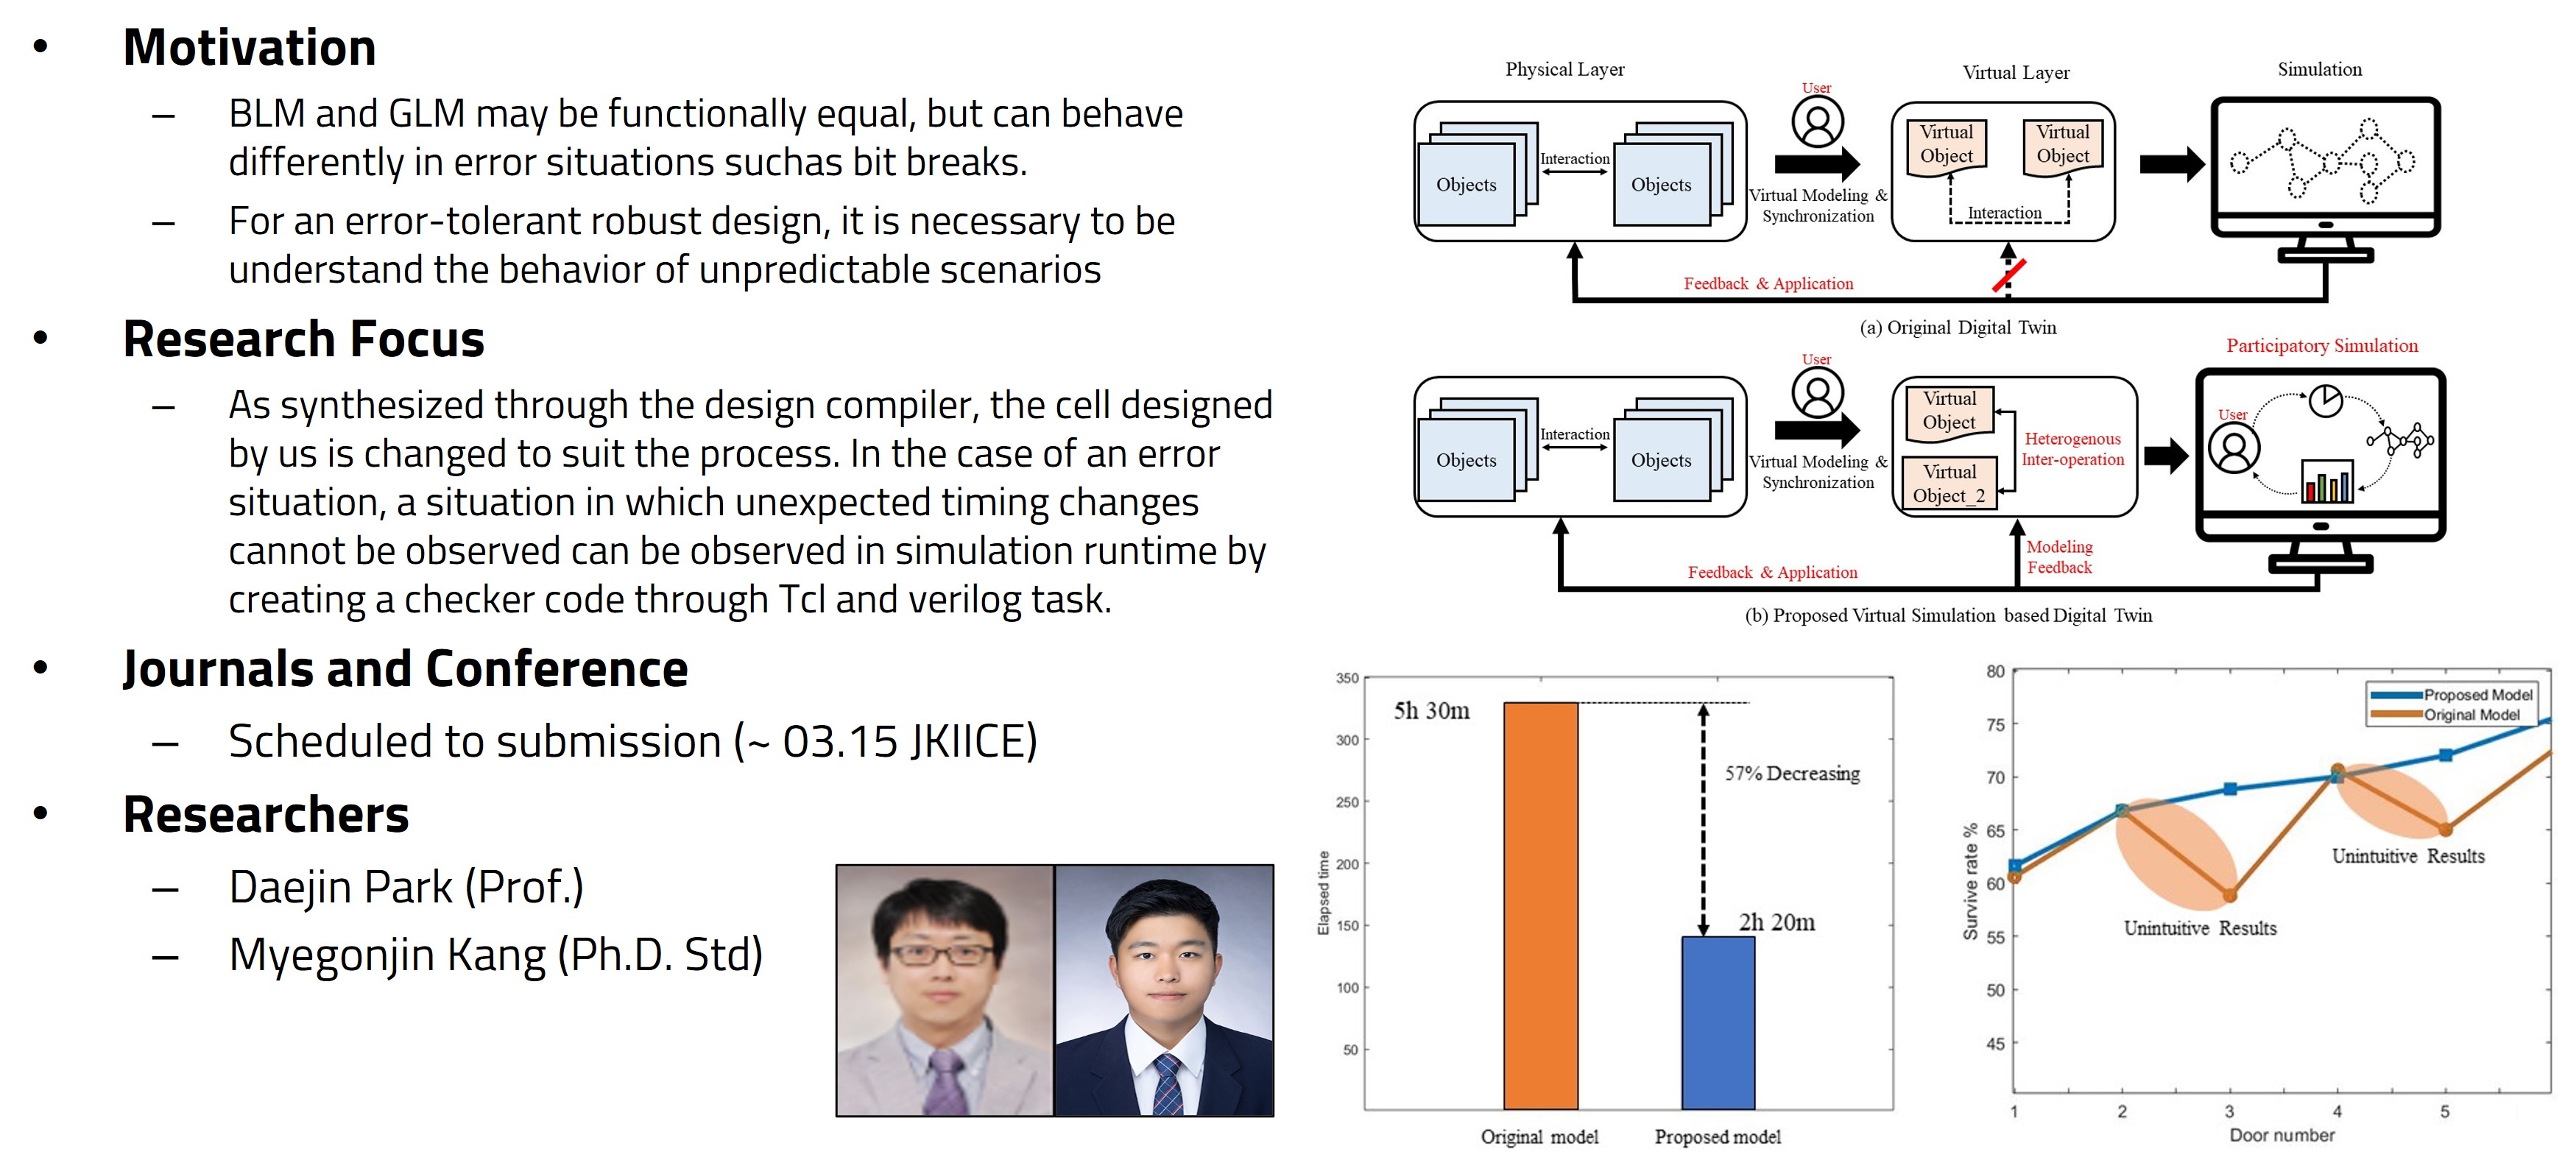 • Motivation
– BLM and GLM may be functionally equal, but can behave
differently in error situations suchas bit breaks.
– For an error-tolerant robust design, it is necessary to be
understand the behavior of unpredictable scenarios
• Research Focus
– As synthesized through the design compiler, the cell designed
by us is changed to suit the process. In the case of an error
situation, a situation in which unexpected timing changes
cannot be observed can be observed in simulation runtime by
creating a checker code through Tcl and verilog task.
• Journals and Conference
– Scheduled to submission (~ 03.15 JKIICE)
• Researchers
– Daejin Park (Prof.)
– Myegonjin Kang (Ph.D. Std)
Physical Layer
User
Virtual Layer
Simulation
Objects
Interaction
Objects
Virtual Modeling &
Synchronization
Virtual
Object
Virtual
Object
Interaction
Feedback & Application
(a) Original Digital Twin
User
Participatory Simulation
Objects
Interaction
Objects
Virtual Modeling &
Synchronization
Virtual
Object
Virtual
Object_2
Heterogenous
Inter-operation
User
Modeling
Feedback
Feedback & Application
(b) Proposed Virtual Simulation based Digital Twin
350
300
250
200
150
100
50
Elapsed time
5h 30m
57% Decreasing
2h 20m
Original model
Proposed model
80
75
70
65
60
55
50
45
Survive rate %
Proposed Model
Original Model
Unintuitive Results
Unintuitive Results
1
2
3
4
5
Door number